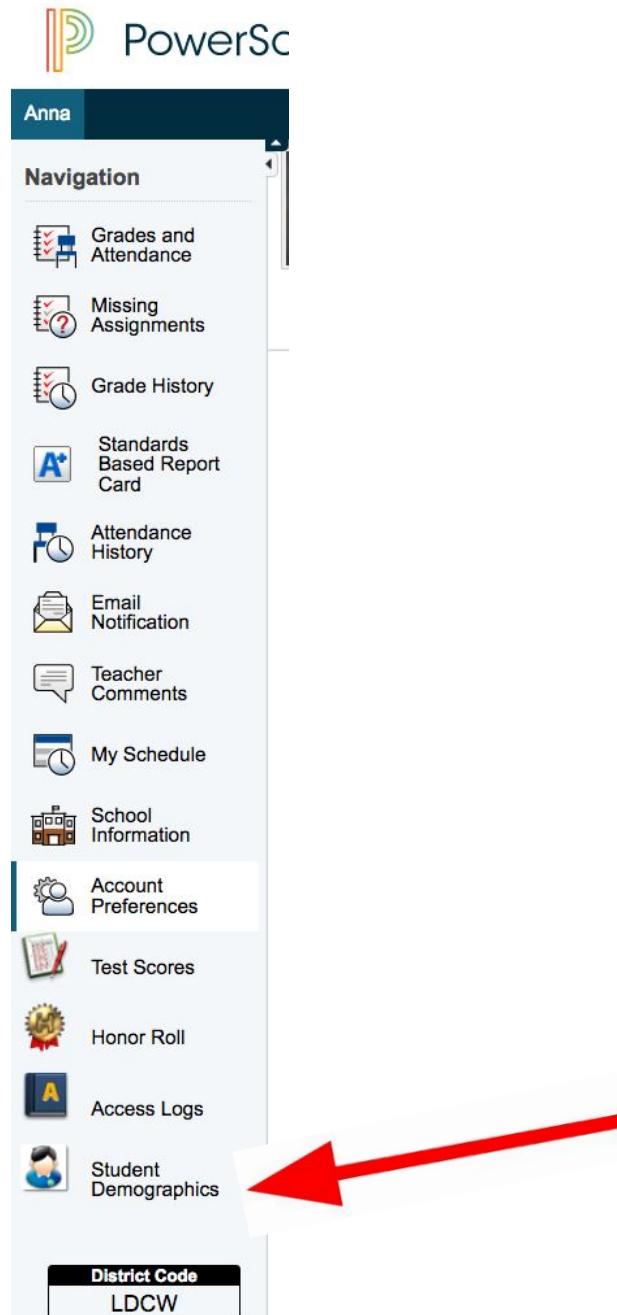 PowerSc
Anna
Navigation
Grades and
Attendance
Missing
Assignments
Grade History
Standards
Based Report
Card
Attendance
History
Email
Notification
Teacher
Comments
My Schedule
School
Information
Account
Preferences
Test Scores
Honor Roll
Access Logs
Student
Demographics
District Code
LDCW